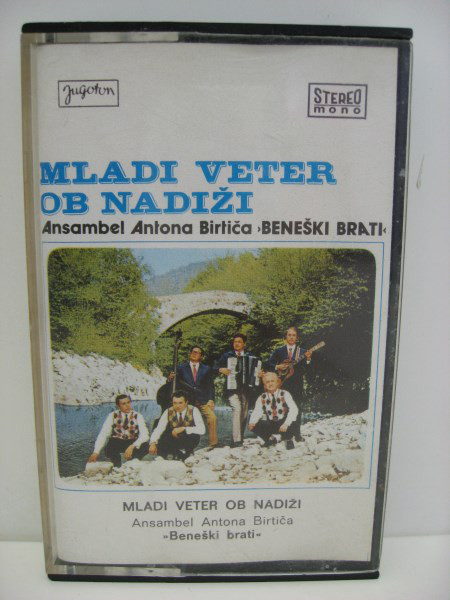 Jugoton
STEREO
mono
MLADI VETER
OB NADIŽI
Ansambel Antona Birtiča ›BENEŠKI BRATI‹
MLADI VETER OB NADIŽI
Ansambel Antona Birtiča
»Beneški brati«